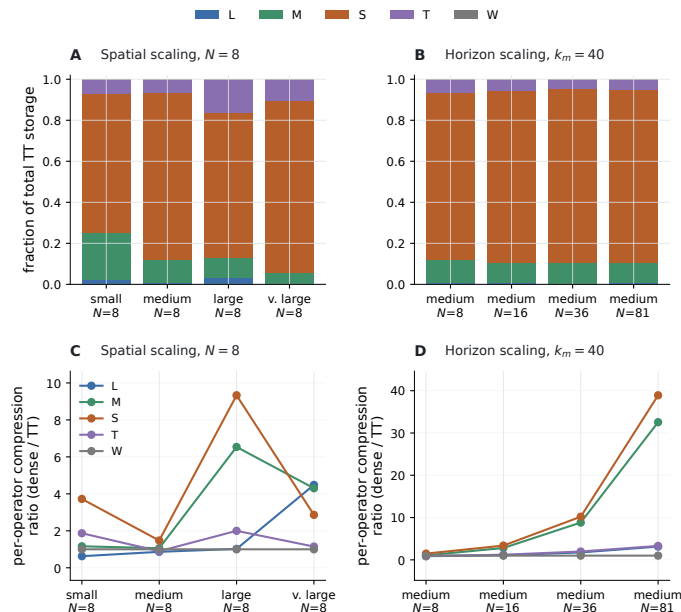 L M S T W
A Spatial scaling, N = 8
B Horizon scaling, k_m = 40
fraction of total TT storage
1.0
0.8
0.6
0.4
0.2
0.0
small
N=8
medium
N=8
large
N=8
v. large
N=8
1.0
0.8
0.6
0.4
0.2
0.0
medium
N=8
medium
N=16
medium
N=36
medium
N=81
C Spatial scaling, N = 8
D Horizon scaling, k_m = 40
per-operator compression
ratio (dense / TT)
10
8
6
4
2
0
L
M
S
T
W
small
N=8
medium
N=8
large
N=8
v. large
N=8
per-operator compression
ratio (dense / TT)
40
30
20
10
0
medium
N=8
medium
N=16
medium
N=36
medium
N=81